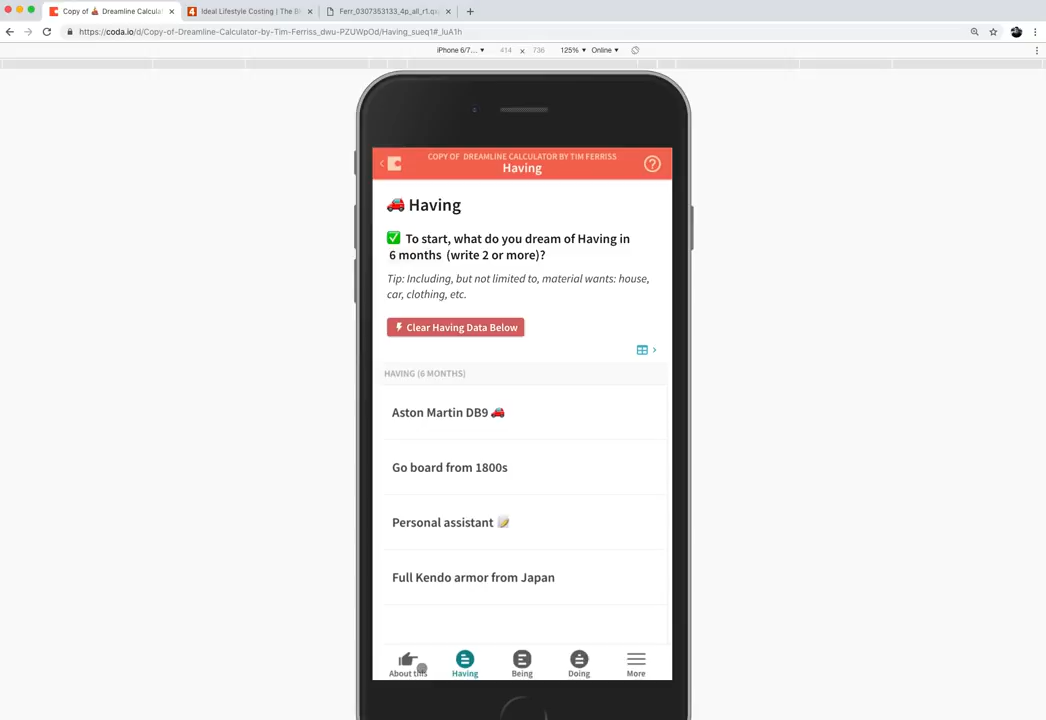 Copy of 🎪 Dreamline Calcula
Ideal Lifestyle Costing | The Bl
Ferr_0307353133_4p_all_r1.qx
https://coda.io/d/Copy-of-Dreamline-Calculator-by-Tim-Ferriss_dwu-PZUWpOd/Having_sueq1#_luA1h
iPhone 6/7... ▼ 414 x 736 125% ▼ Online ▼
COPY OF DREAMLINE CALCULATOR BY TIM FERRISS
Having
🚗 Having
✅ To start, what do you dream of Having in
6 months (write 2 or more)?
Tip: Including, but not limited to, material wants: house,
car, clothing, etc.
Clear Having Data Below
HAVING (6 MONTHS)
Aston Martin DB9 🚗
Go board from 1800s
Personal assistant 📝
Full Kendo armor from Japan
About this Having Being Doing More